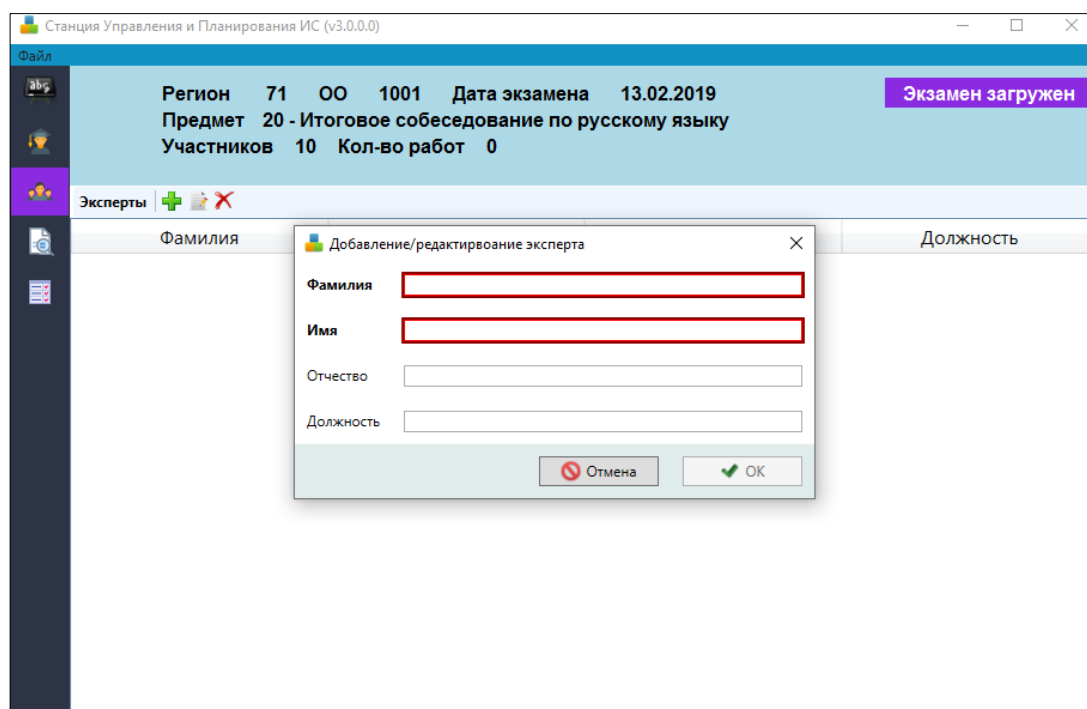 Станция Управления и Планирования ИС (v3.0.0.0)
Файл
abç
Регион 71 ОО 1001 Дата экзамена 13.02.2019
Экзамен загружен
Предмет 20 - Итоговое собеседование по русскому языку
Участников 10 Кол-во работ 0
Эксперты
Фамилия
Должность
Добавление/редактирвоание эксперта
Фамилия
Имя
Отчество
Должность
Отмена
ОК